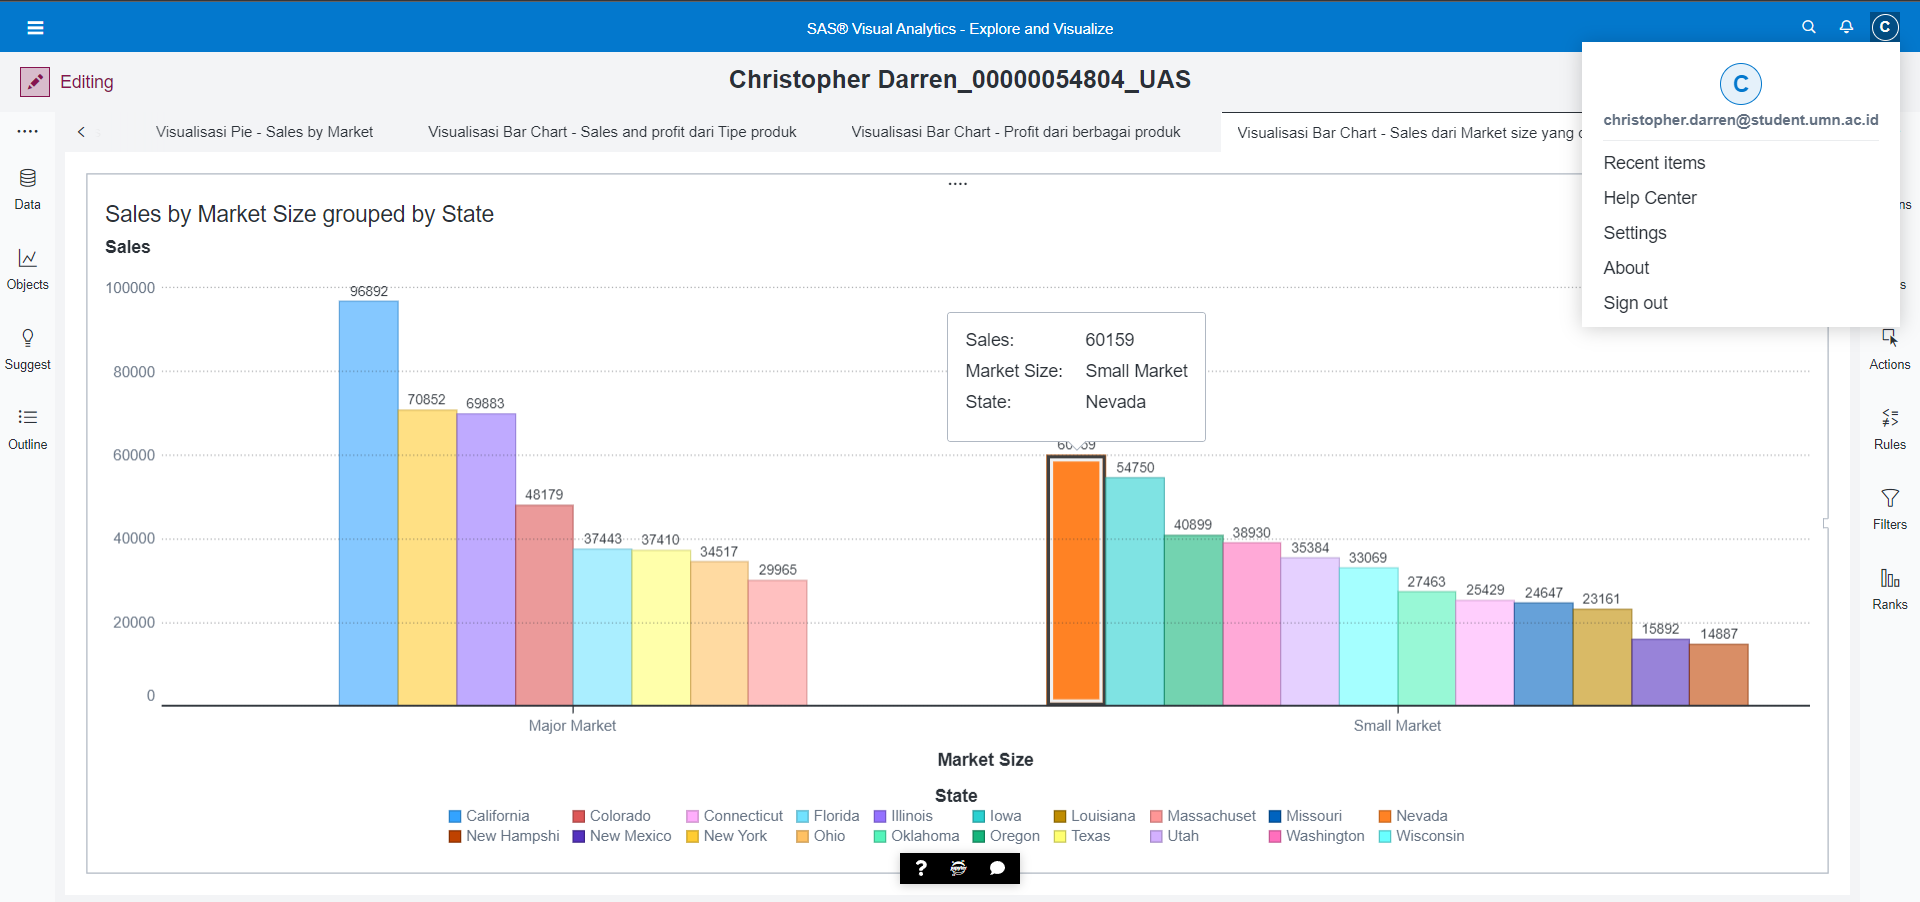 SAS® Visual Analytics - Explore and Visualize
C
Editing
Christopher Darren_00000054804_UAS
C
christopher.darren@student.umn.ac.id
Recent items
Help Center
Settings
About
Sign out
Visualisasi Pie - Sales by Market
Visualisasi Bar Chart - Sales and profit dari Tipe produk
Visualisasi Bar Chart - Profit dari berbagai produk
Visualisasi Bar Chart - Sales dari Market size yang
Data
Objects
Suggest
Outline
Sales by Market Size grouped by State
Sales
100000
80000
60000
40000
20000
0
96892
70852
69883
48179
37443
37410
34517
29965
Sales: 60159
Market Size: Small Market
State: Nevada
54750
40899
38930
35384
33069
27463
25429
24647
23161
15892
14887
Major Market
Small Market
Market Size
State
California Colorado Connecticut Florida Illinois Iowa Louisiana Massachuset Missouri Nevada
New Hampshi New Mexico New York Ohio Oklahoma Oregon Texas Utah Washington Wisconsin
ns
s
Actions
Rules
Filters
Ranks
?